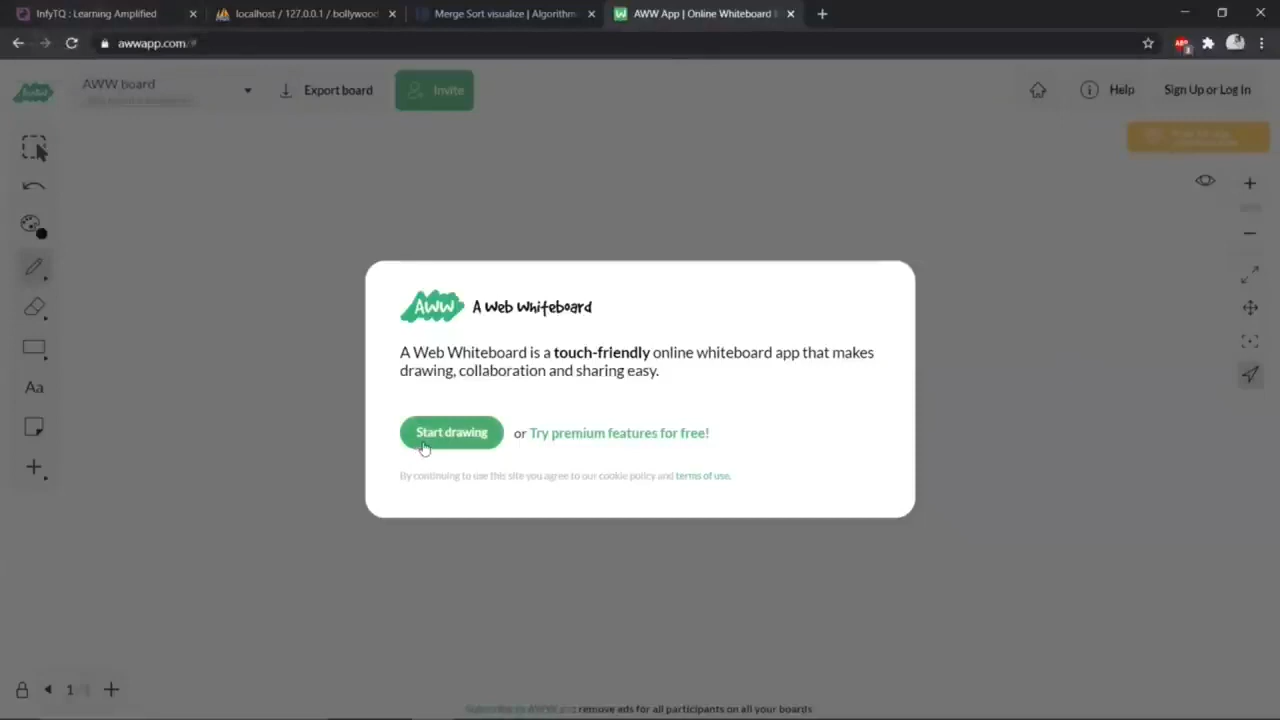 InfyTQ : Learning Amplified
localhost / 127.0.0.1 / bollywood
Merge Sort visualize | Algorithm
AWW App | Online Whiteboard
awwapp.com/#
AWW board
Export board
Invite
Help
Sign Up or Log In
AWW A Web Whiteboard
A Web Whiteboard is a touch-friendly online whiteboard app that makes
drawing, collaboration and sharing easy.
Start drawing or Try premium features for free!
By continuing to use this site you agree to our cookie policy and terms of use.
Aa
1
remove ads for all participants on all your boards